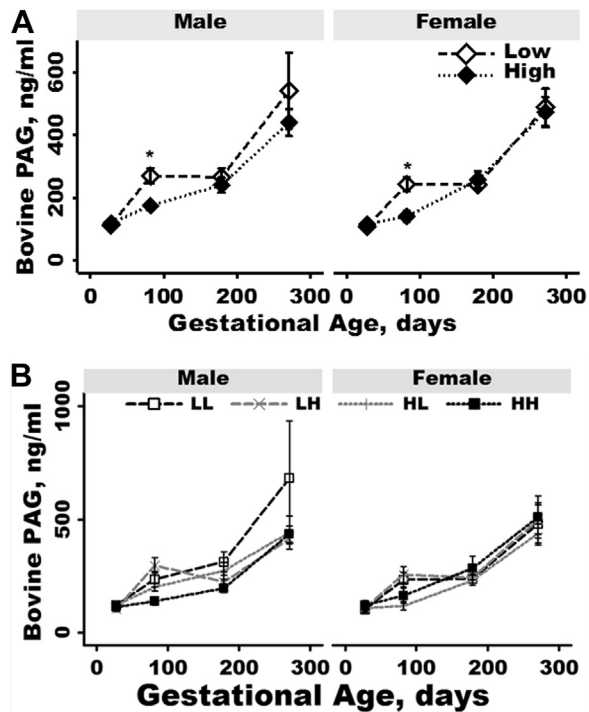 A
Male
Female
Low
High
Bovine PAG, ng/ml
600
400
200
0
*
*
0 100 200 300
0 100 200 300
Gestational Age, days
B
Male
Female
LL LH HL HH
Bovine PAG, ng/ml
1000
500
0
0 100 200 300
0 100 200 300
Gestational Age, days